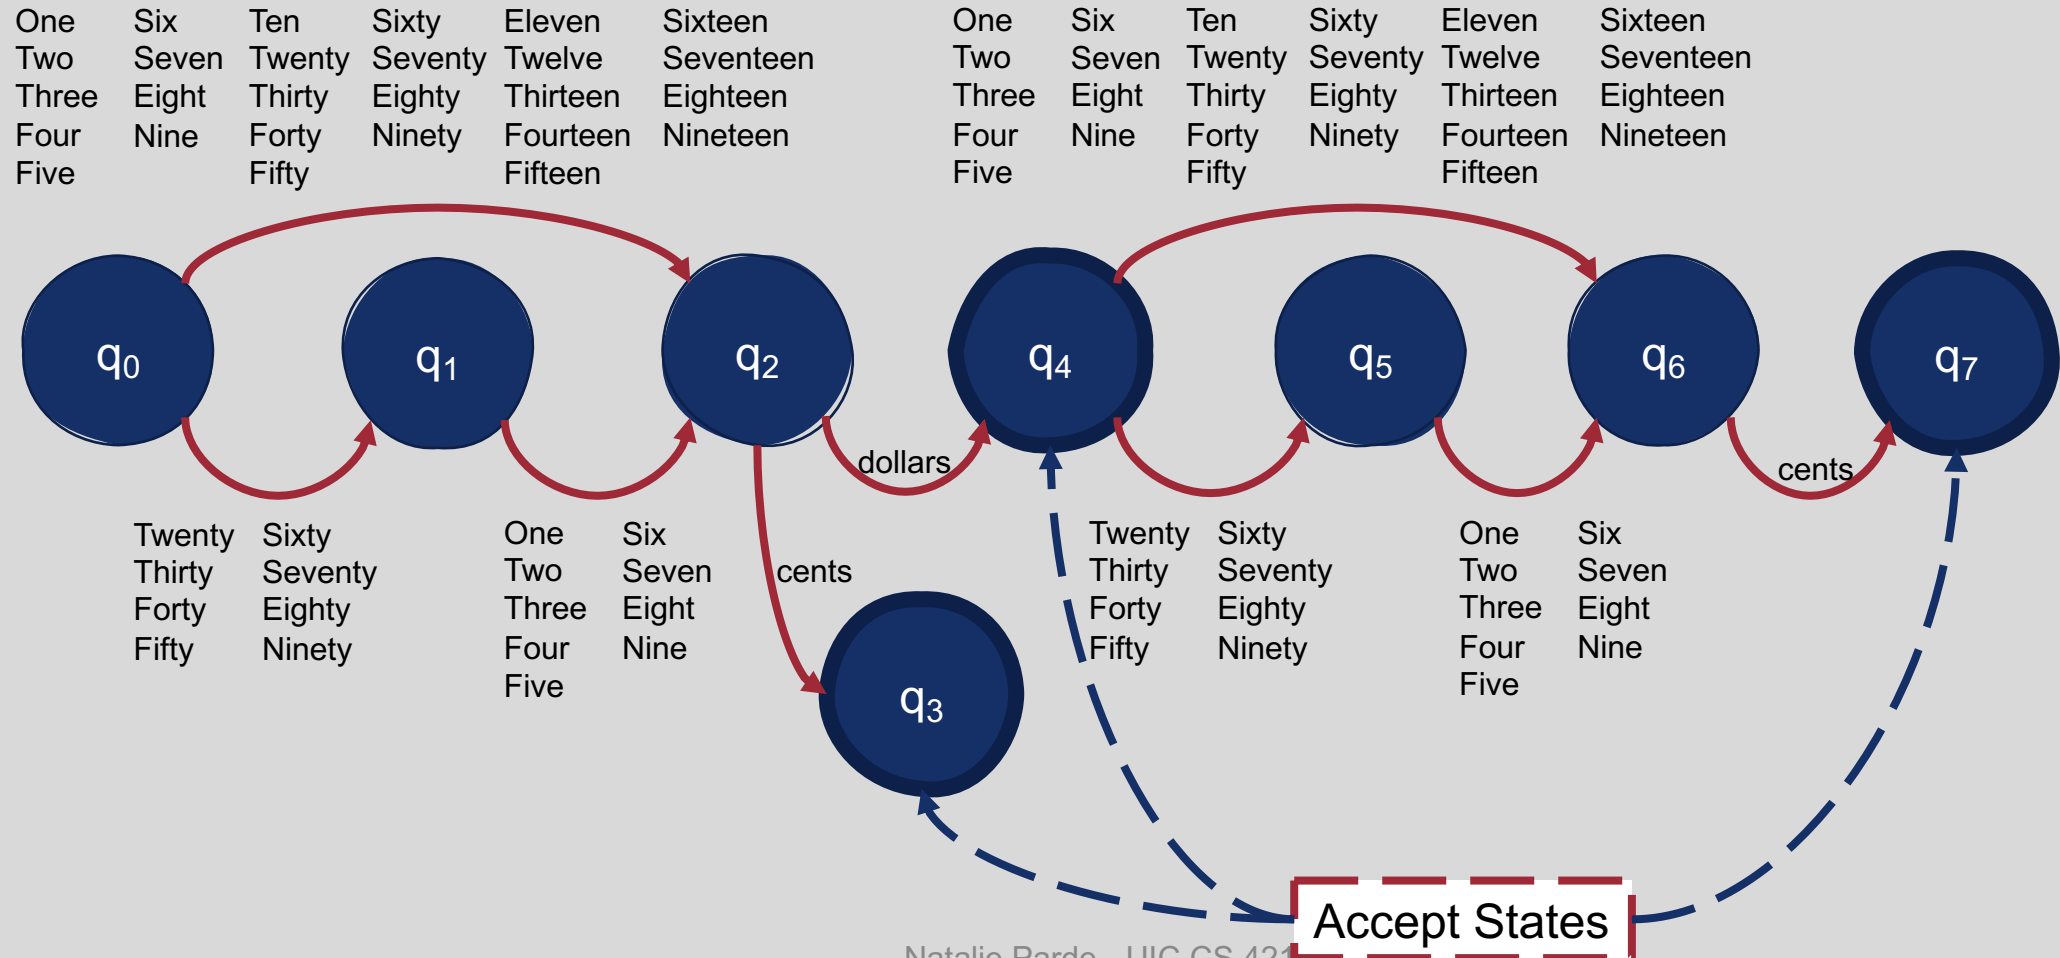 One Six Ten Sixty Eleven Sixteen
Two Seven Twenty Seventy Twelve Seventeen
Three Eight Thirty Eighty Thirteen Eighteen
Four Nine Forty Ninety Fourteen Nineteen
Five Fifty Fifteen
One Six Ten Sixty Eleven Sixteen
Two Seven Twenty Seventy Twelve Seventeen
Three Eight Thirty Eighty Thirteen Eighteen
Four Nine Forty Ninety Fourteen Nineteen
Five Fifty Fifteen
q0 q1 q2 q4 q5 q6 q7
dollars
cents
Twenty Sixty
Thirty Seventy
Forty Eighty
Fifty Ninety
One Six
Two Seven
Three Eight
Four Nine
Five
cents
Twenty Sixty
Thirty Seventy
Forty Eighty
Fifty Ninety
One Six
Two Seven
Three Eight
Four Nine
Five
q3
Accept States
Natalie Parde - UIC CS 421